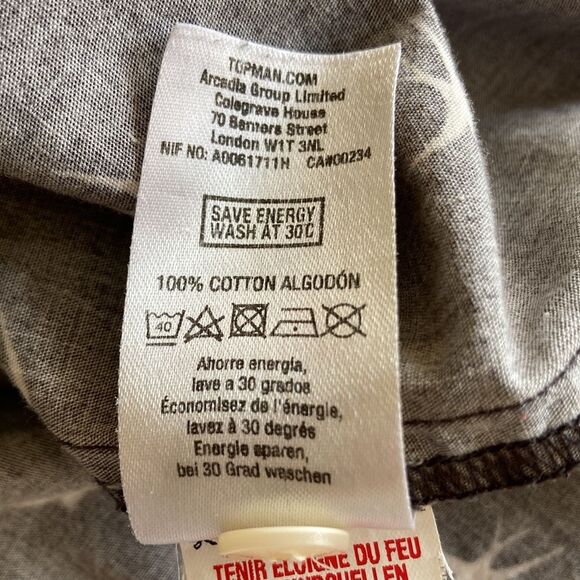 TOPMAN.COM
Arcadia Group Limited
Colegrave House
70 Berners Street
London W1T 3NL
NIF NO: A0061711H CA#00234
SAVE ENERGY
WASH AT 30C
100% COTTON ALGODÓN
40
Ahorre energía,
lave a 30 grados
Économisez de l'énergie,
lavez à 30 degrés
Energie sparen,
bei 30 Grad waschen
TENIR ÉLOIGNE DU FEU